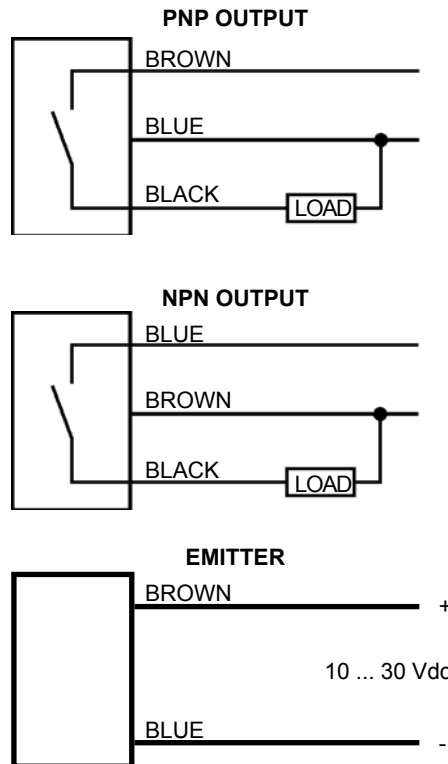 PNP OUTPUT
BROWN
BLUE
BLACK
LOAD
NPN OUTPUT
BLUE
BROWN
BLACK
LOAD
EMITTER
BROWN
+
10 ... 30 Vdc
BLUE
-